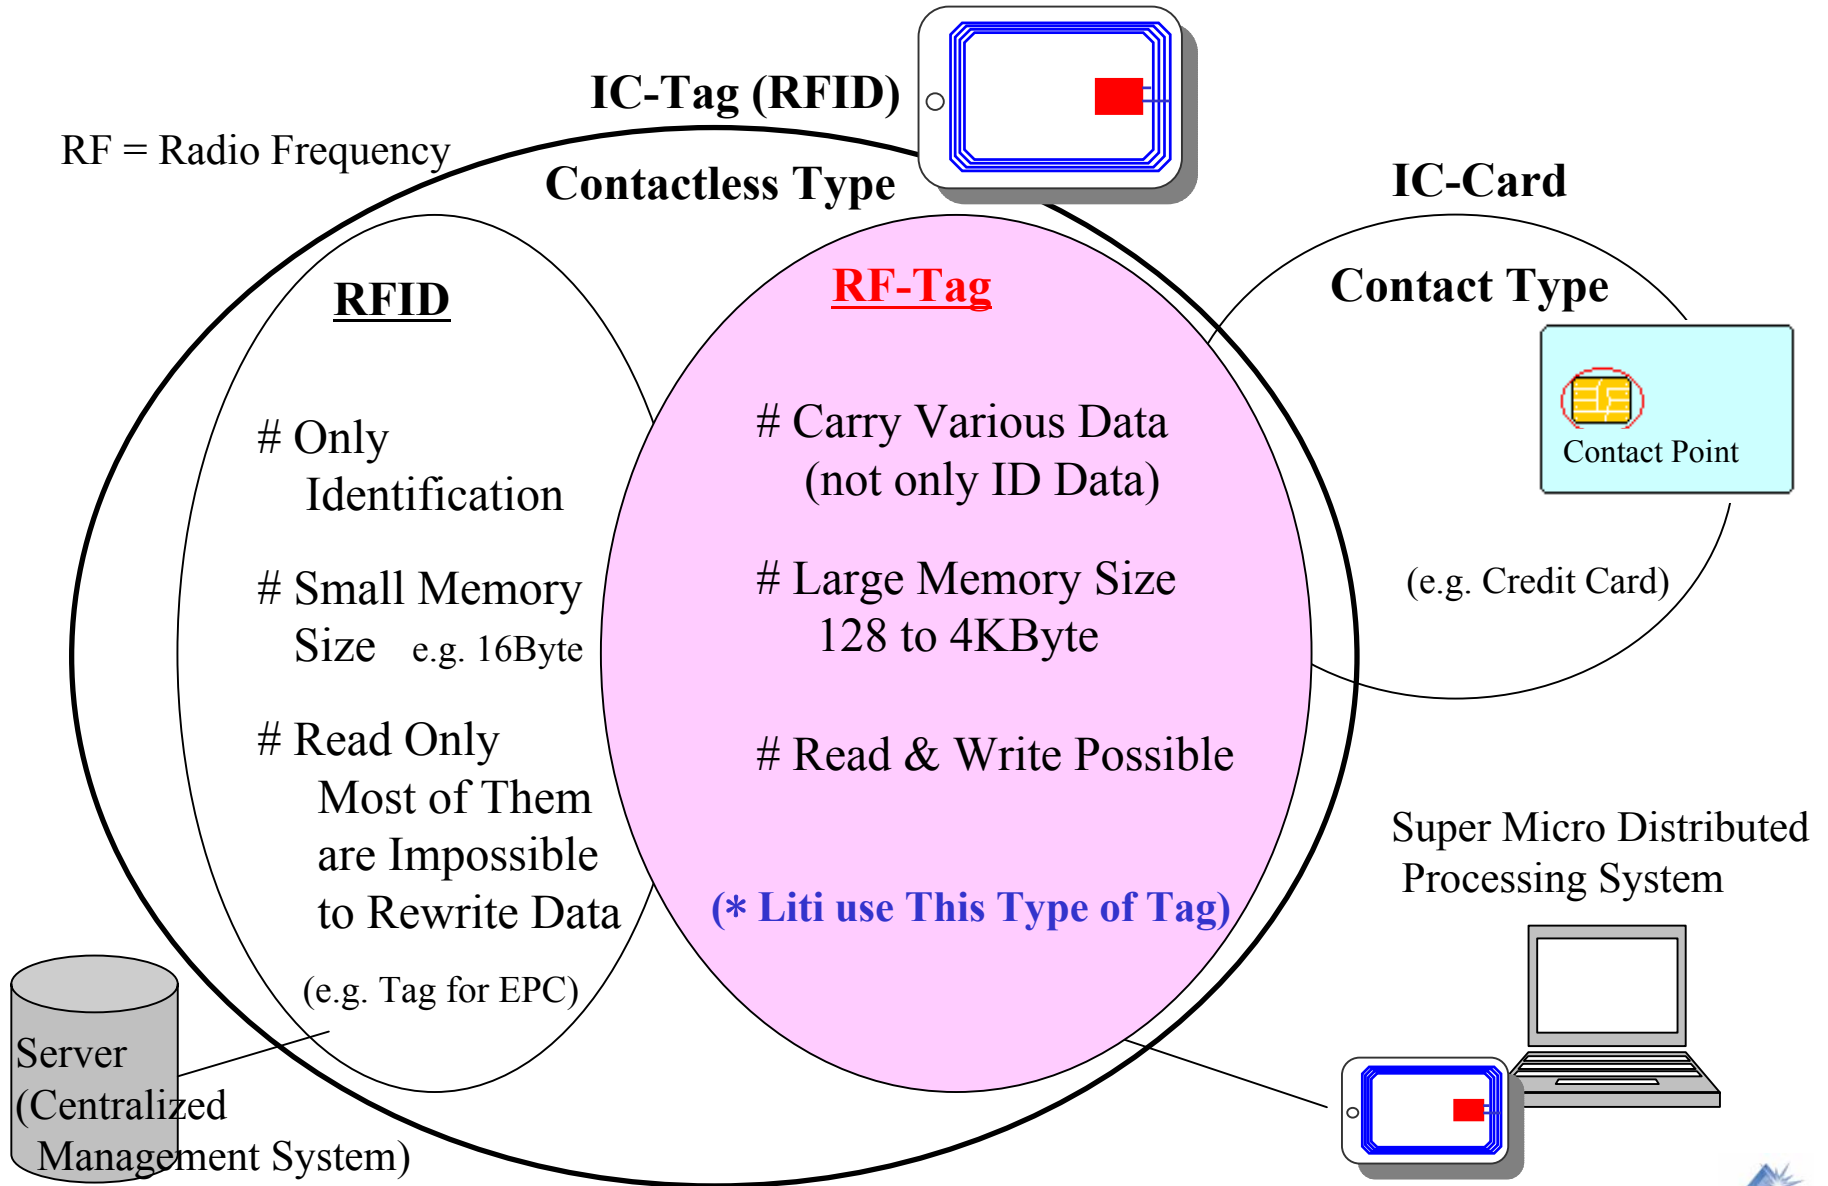 IC-Tag (RFID)
RF = Radio Frequency
Contactless Type
IC-Card
Contact Type
RFID
# Only
Identification
# Small Memory
Size e.g. 16Byte
# Read Only
Most of Them
are Impossible
to Rewrite Data
(e.g. Tag for EPC)
RF-Tag
# Carry Various Data
(not only ID Data)
# Large Memory Size
128 to 4KByte
# Read & Write Possible
(* Liti use This Type of Tag)
Contact Point
(e.g. Credit Card)
Super Micro Distributed
Processing System
Server
(Centralized
Management System)